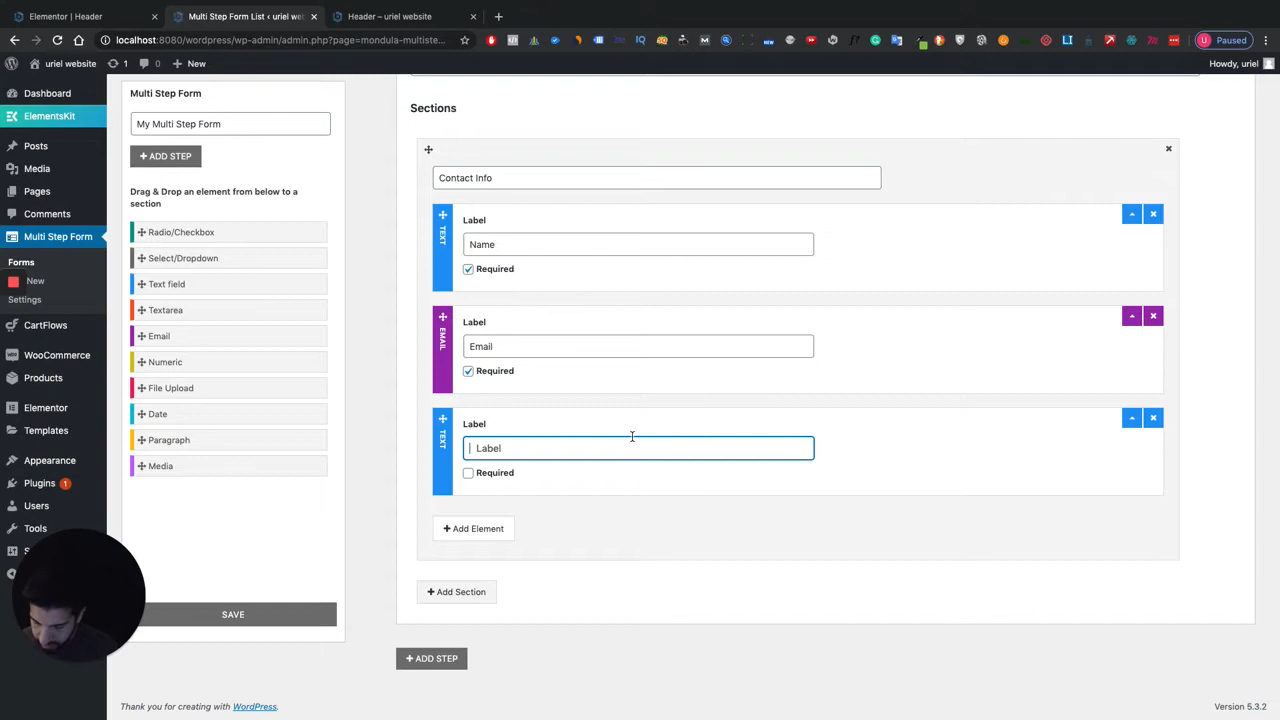 Elementor | Header
Multi Step Form List ‹ uriel web
Header – uriel website
localhost:8080/wordpress/wp-admin/admin.php?page=mondula-multiste
Paused
uriel website
1
0
New
Howdy, uriel
Dashboard
ElementsKit
Posts
Media
Pages
Comments
Multi Step Form
Forms
New
Settings
CartFlows
WooCommerce
Products
Elementor
Templates
Appearance
Plugins 1
Users
Tools
Multi Step Form
My Multi Step Form
ADD STEP
Drag & Drop an element from below to a
section
Radio/Checkbox
Select/Dropdown
Text field
Textarea
Email
Numeric
File Upload
Date
Paragraph
Media
SAVE
Sections
Contact Info
TEXT
Label
Name
Required
EMAIL
Label
Email
Required
TEXT
Label
Label
Required
Add Element
Add Section
ADD STEP
Thank you for creating with WordPress.
Version 5.3.2